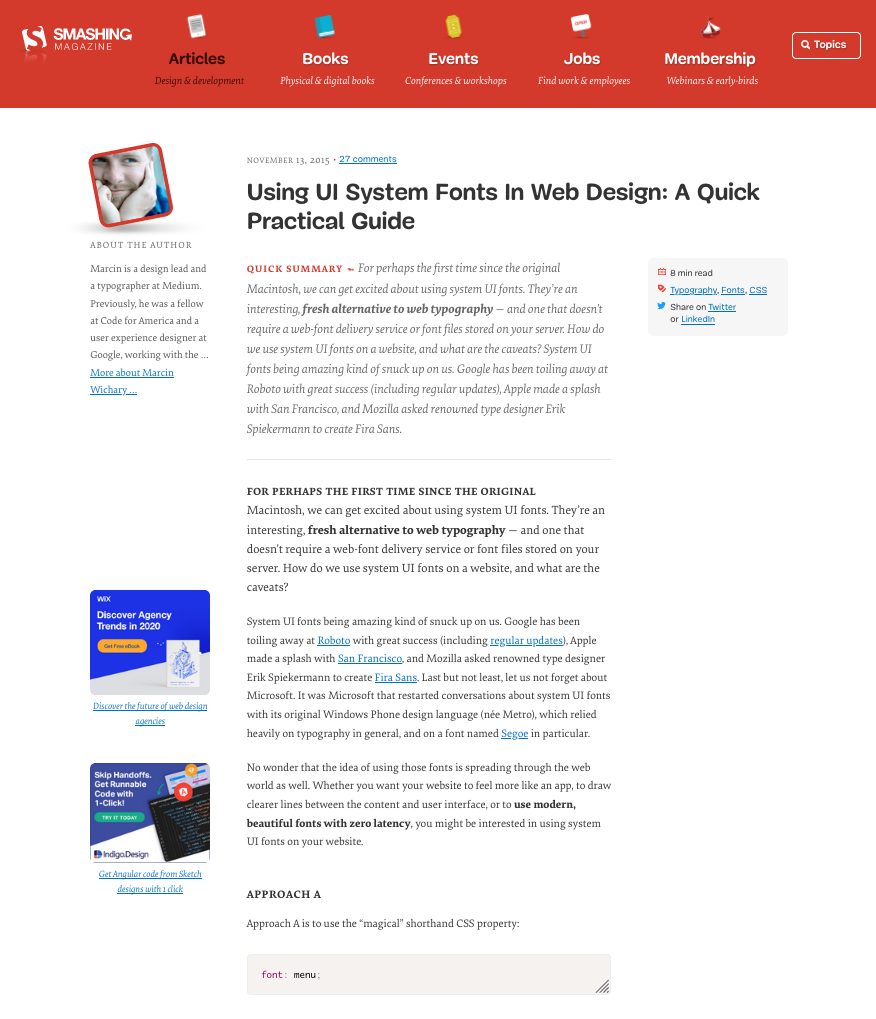 SMASHING
MAGAZINE
Articles
Design & development
Books
Physical & digital books
Events
Conferences & workshops
OPEN
Jobs
Find work & employees
Membership
Webinars & early-birds
Topics
ABOUT THE AUTHOR
Marcin is a design lead and
a typographer at Medium.
Previously, he was a fellow
at Code for America and a
user experience designer at
Google, working with the ...
More about Marcin
Wichary ...
WIX
Discover Agency
Trends in 2020
Get Free eBook
Discover the future of web design
agencies
Skip Handoffs.
Get Runnable
Code with
1-Click!
TRY IT TODAY
Indigo.Design
Get Angular code from Sketch
designs with 1 click
NOVEMBER 13, 2015 • 27 comments
Using UI System Fonts In Web Design: A Quick
Practical Guide
QUICK SUMMARY ↬ For perhaps the first time since the original
Macintosh, we can get excited about using system UI fonts. They’re an
interesting, fresh alternative to web typography — and one that doesn’t
require a web-font delivery service or font files stored on your server. How do
we use system UI fonts on a website, and what are the caveats? System UI
fonts being amazing kind of snuck up on us. Google has been toiling away at
Roboto with great success (including regular updates), Apple made a splash
with San Francisco, and Mozilla asked renowned type designer Erik
Spiekermann to create Fira Sans.
8 min read
Typography, Fonts, CSS
Share on Twitter
or LinkedIn
FOR PERHAPS THE FIRST TIME SINCE THE ORIGINAL
Macintosh, we can get excited about using system UI fonts. They’re an
interesting, fresh alternative to web typography — and one that
doesn’t require a web-font delivery service or font files stored on your
server. How do we use system UI fonts on a website, and what are the
caveats?
System UI fonts being amazing kind of snuck up on us. Google has been
toiling away at Roboto with great success (including regular updates), Apple
made a splash with San Francisco, and Mozilla asked renowned type designer
Erik Spiekermann to create Fira Sans. Last but not least, let us not forget about
Microsoft. It was Microsoft that restarted conversations about system UI fonts
with its original Windows Phone design language (née Metro), which relied
heavily on typography in general, and on a font named Segoe in particular.
No wonder that the idea of using those fonts is spreading through the web
world as well. Whether you want your website to feel more like an app, to draw
clearer lines between the content and user interface, or to use modern,
beautiful fonts with zero latency, you might be interested in using system
UI fonts on your website.
APPROACH A
Approach A is to use the “magical” shorthand CSS property:
font: menu;